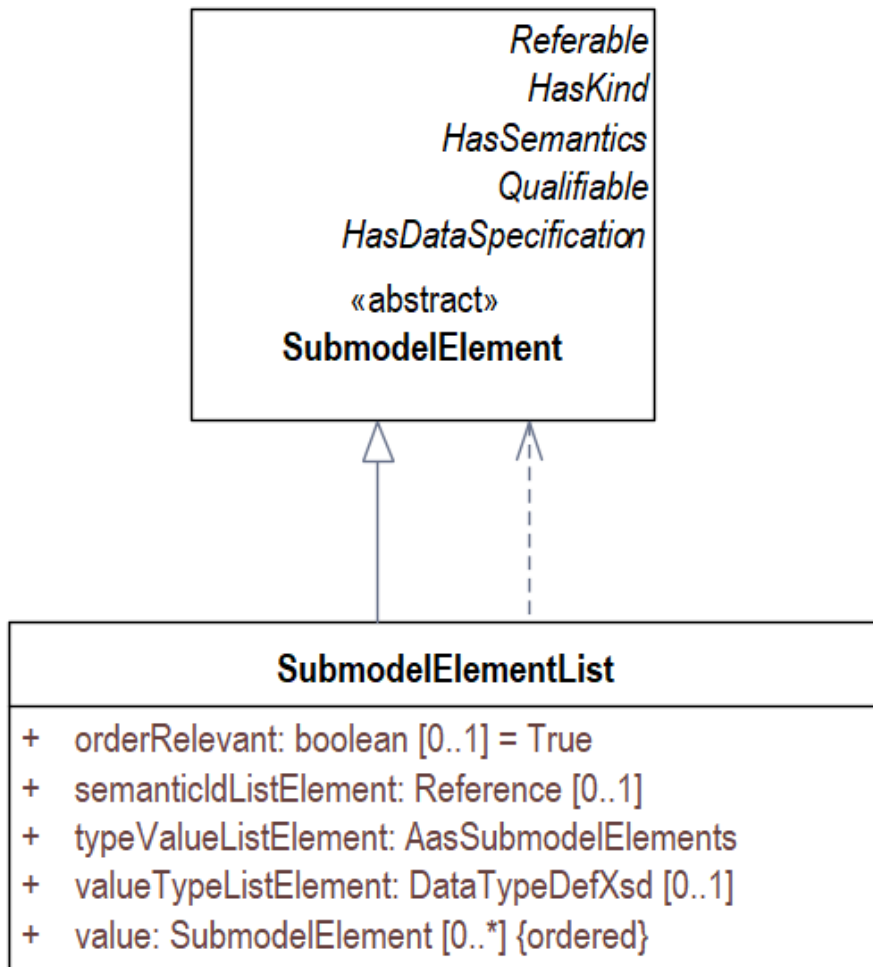 Referable
HasKind
HasSemantics
Qualifiable
HasDataSpecification
«abstract»
SubmodelElement
SubmodelElementList
+ orderRelevant: boolean [0..1] = True
+ semanticIdListElement: Reference [0..1]
+ typeValueListElement: AasSubmodelElements
+ valueTypeListElement: DataTypeDefXsd [0..1]
+ value: SubmodelElement [0..*] {ordered}